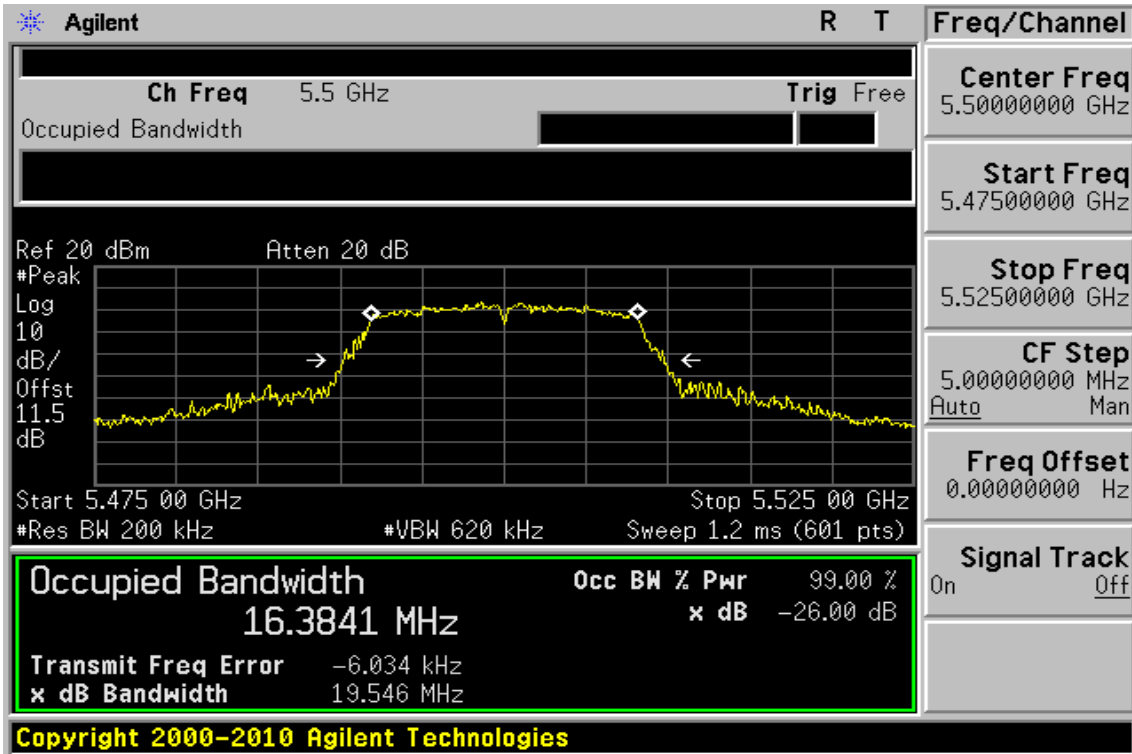 Agilent R T
Ch Freq 5.5 GHz Trig Free
Occupied Bandwidth
Ref 20 dBm Atten 20 dB
#Peak
Log
10
dB/
Offst
11.5
dB
Start 5.475 00 GHz Stop 5.525 00 GHz
#Res BW 200 kHz #VBW 620 kHz Sweep 1.2 ms (601 pts)
Occupied Bandwidth
16.3841 MHz
Occ BW % Pwr 99.00 %
x dB -26.00 dB
Transmit Freq Error -6.034 kHz
x dB Bandwidth 19.546 MHz
Copyright 2000-2010 Agilent Technologies
Freq/Channel
Center Freq
5.50000000 GHz
Start Freq
5.47500000 GHz
Stop Freq
5.52500000 GHz
CF Step
5.00000000 MHz
Auto Man
Freq Offset
0.00000000 Hz
Signal Track
On Off